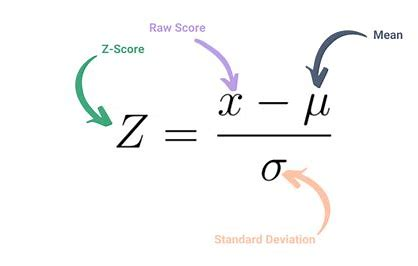 Raw Score
Mean
Z-Score
Z = x − μ
σ
Standard Deviation